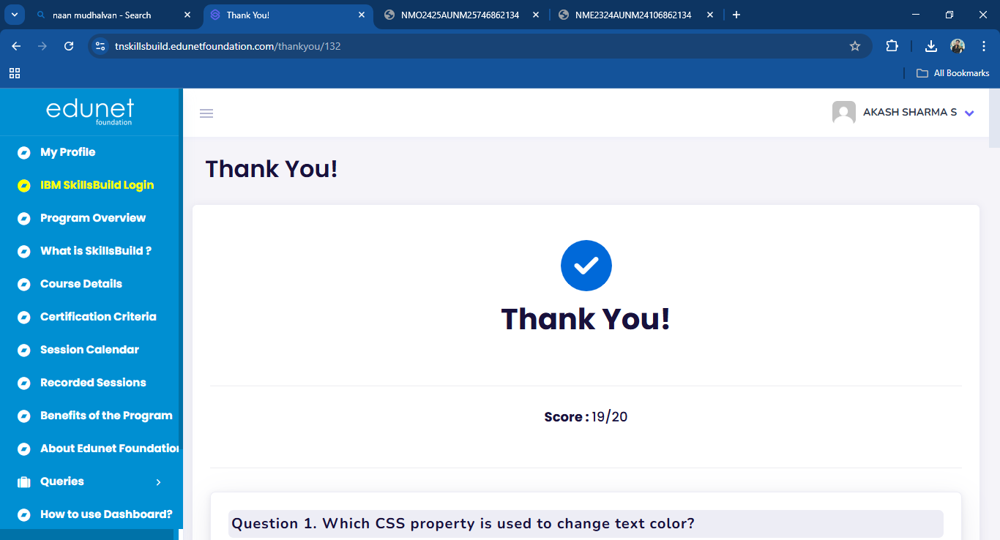 naan mudhalvan - Search
Thank You!
NMO2425AUNM25746862134
NME2324AUNM24106862134
tnskillsbuild.edunetfoundation.com/thankyou/132
All Bookmarks
edunet
foundation
AKASH SHARMA S
My Profile
IBM SkillsBuild Login
Program Overview
What is SkillsBuild ?
Course Details
Certification Criteria
Session Calendar
Recorded Sessions
Benefits of the Program
About Edunet Foundation
Queries
How to use Dashboard?
Thank You!
Thank You!
Score : 19/20
Question 1. Which CSS property is used to change text color?